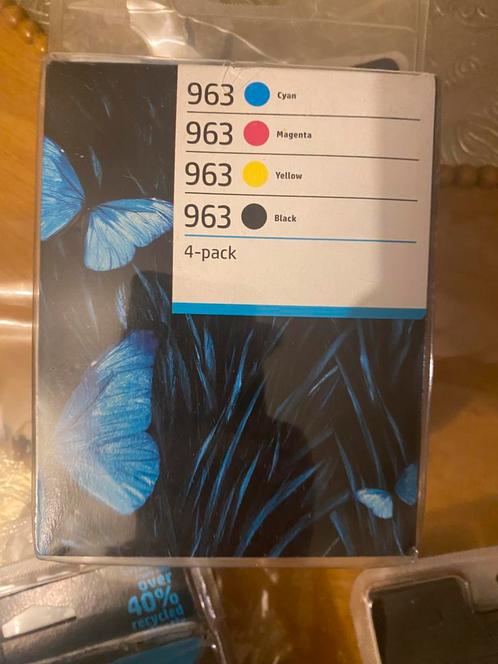 963 Cyan
963 Magenta
963 Yellow
963 Black
4-pack
over
40%
recycled